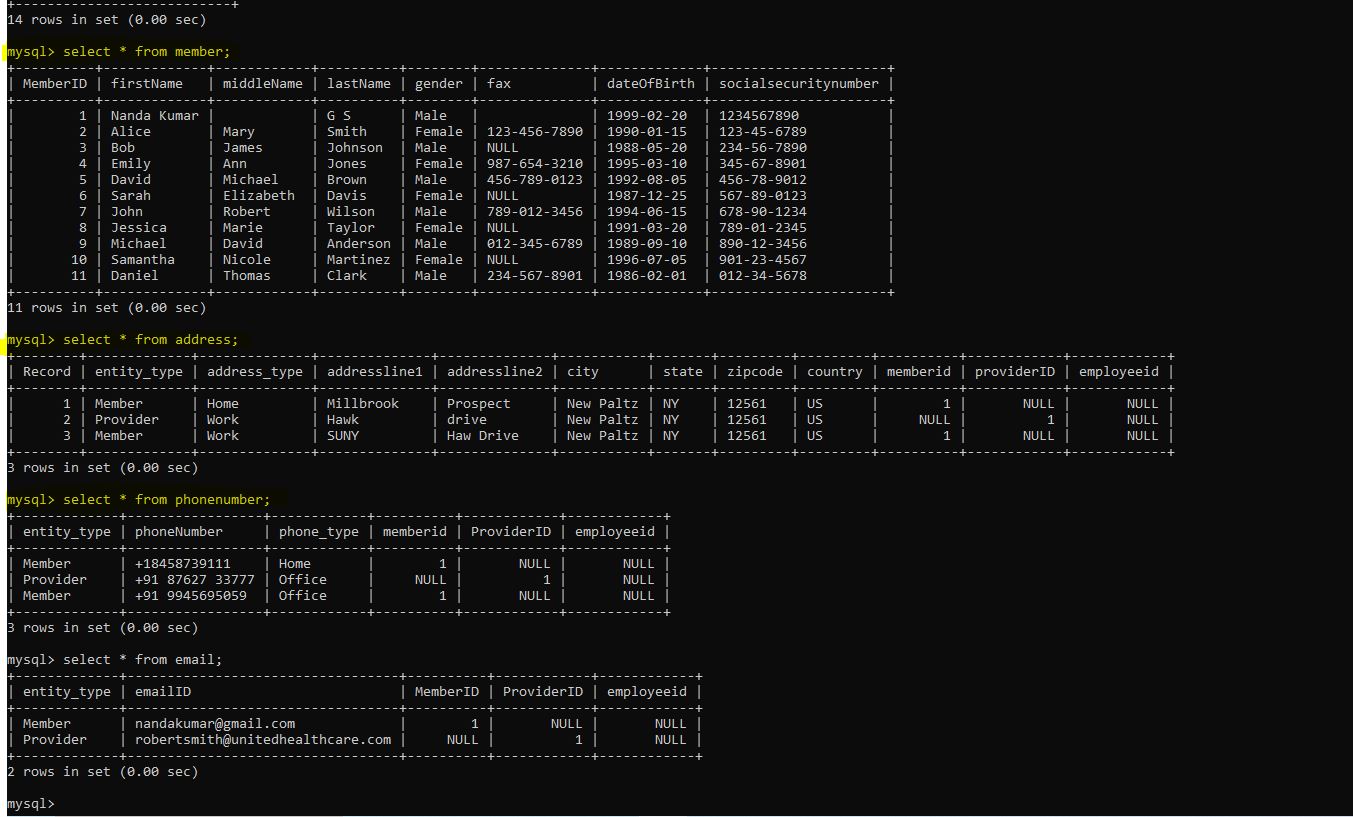 +---------------------------+
14 rows in set (0.00 sec)
mysql> select * from member;
+----------+-------------+------------+----------+--------+--------------+-------------+----------------------+
| MemberID | firstName   | middleName | lastName | gender | fax          | dateOfBirth | socialsecuritynumber |
+----------+-------------+------------+----------+--------+--------------+-------------+----------------------+
|        1 | Nanda Kumar |            | G S      | Male   |              | 1999-02-20  | 1234567890           |
|        2 | Alice       | Mary       | Smith    | Female | 123-456-7890 | 1990-01-15  | 123-45-6789          |
|        3 | Bob         | James      | Johnson  | Male   | NULL         | 1988-05-20  | 234-56-7890          |
|        4 | Emily       | Ann        | Jones    | Female | 987-654-3210 | 1995-03-10  | 345-67-8901          |
|        5 | David       | Michael    | Brown    | Male   | 456-789-0123 | 1992-08-05  | 456-78-9012          |
|        6 | Sarah       | Elizabeth  | Davis    | Female | NULL         | 1987-12-25  | 567-89-0123          |
|        7 | John        | Robert     | Wilson   | Male   | 789-012-3456 | 1994-06-15  | 678-90-1234          |
|        8 | Jessica     | Marie      | Taylor   | Female | NULL         | 1991-03-20  | 789-01-2345          |
|        9 | Michael     | David      | Anderson | Male   | 012-345-6789 | 1989-09-10  | 890-12-3456          |
|       10 | Samantha    | Nicole     | Martinez | Female | NULL         | 1996-07-05  | 901-23-4567          |
|       11 | Daniel      | Thomas     | Clark    | Male   | 234-567-8901 | 1986-02-01  | 012-34-5678          |
+----------+-------------+------------+----------+--------+--------------+-------------+----------------------+
11 rows in set (0.00 sec)
mysql> select * from address;
+--------+-------------+--------------+--------------+--------------+-----------+-------+---------+---------+----------+------------+------------+
| Record | entity_type | address_type | addressline1 | addressline2 | city      | state | zipcode | country | memberid | providerID | employeeid |
+--------+-------------+--------------+--------------+--------------+-----------+-------+---------+---------+----------+------------+------------+
|      1 | Member      | Home         | Millbrook    | Prospect     | New Paltz | NY    | 12561   | US      |        1 |       NULL |       NULL |
|      2 | Provider    | Work         | Hawk         | drive        | New Paltz | NY    | 12561   | US      |     NULL |          1 |       NULL |
|      3 | Member      | Work         | SUNY         | Haw Drive    | New Paltz | NY    | 12561   | US      |        1 |       NULL |       NULL |
+--------+-------------+--------------+--------------+--------------+-----------+-------+---------+---------+----------+------------+------------+
3 rows in set (0.00 sec)
mysql> select * from phonenumber;
+-------------+-----------------+------------+----------+------------+------------+
| entity_type | phoneNumber     | phone_type | memberid | ProviderID | employeeid |
+-------------+-----------------+------------+----------+------------+------------+
| Member      | +18458739111    | Home       |        1 |       NULL |       NULL |
| Provider    | +91 87627 33777 | Office     |     NULL |          1 |       NULL |
| Member      | +91 9945695059  | Office     |        1 |       NULL |       NULL |
+-------------+-----------------+------------+----------+------------+------------+
3 rows in set (0.00 sec)
mysql> select * from email;
+-------------+----------------------------------+----------+------------+------------+
| entity_type | emailID                          | MemberID | ProviderID | employeeid |
+-------------+----------------------------------+----------+------------+------------+
| Member      | nandakumar@gmail.com             |        1 |       NULL |       NULL |
| Provider    | robertsmith@unitedhealthcare.com |     NULL |          1 |       NULL |
+-------------+----------------------------------+----------+------------+------------+
2 rows in set (0.00 sec)
mysql>